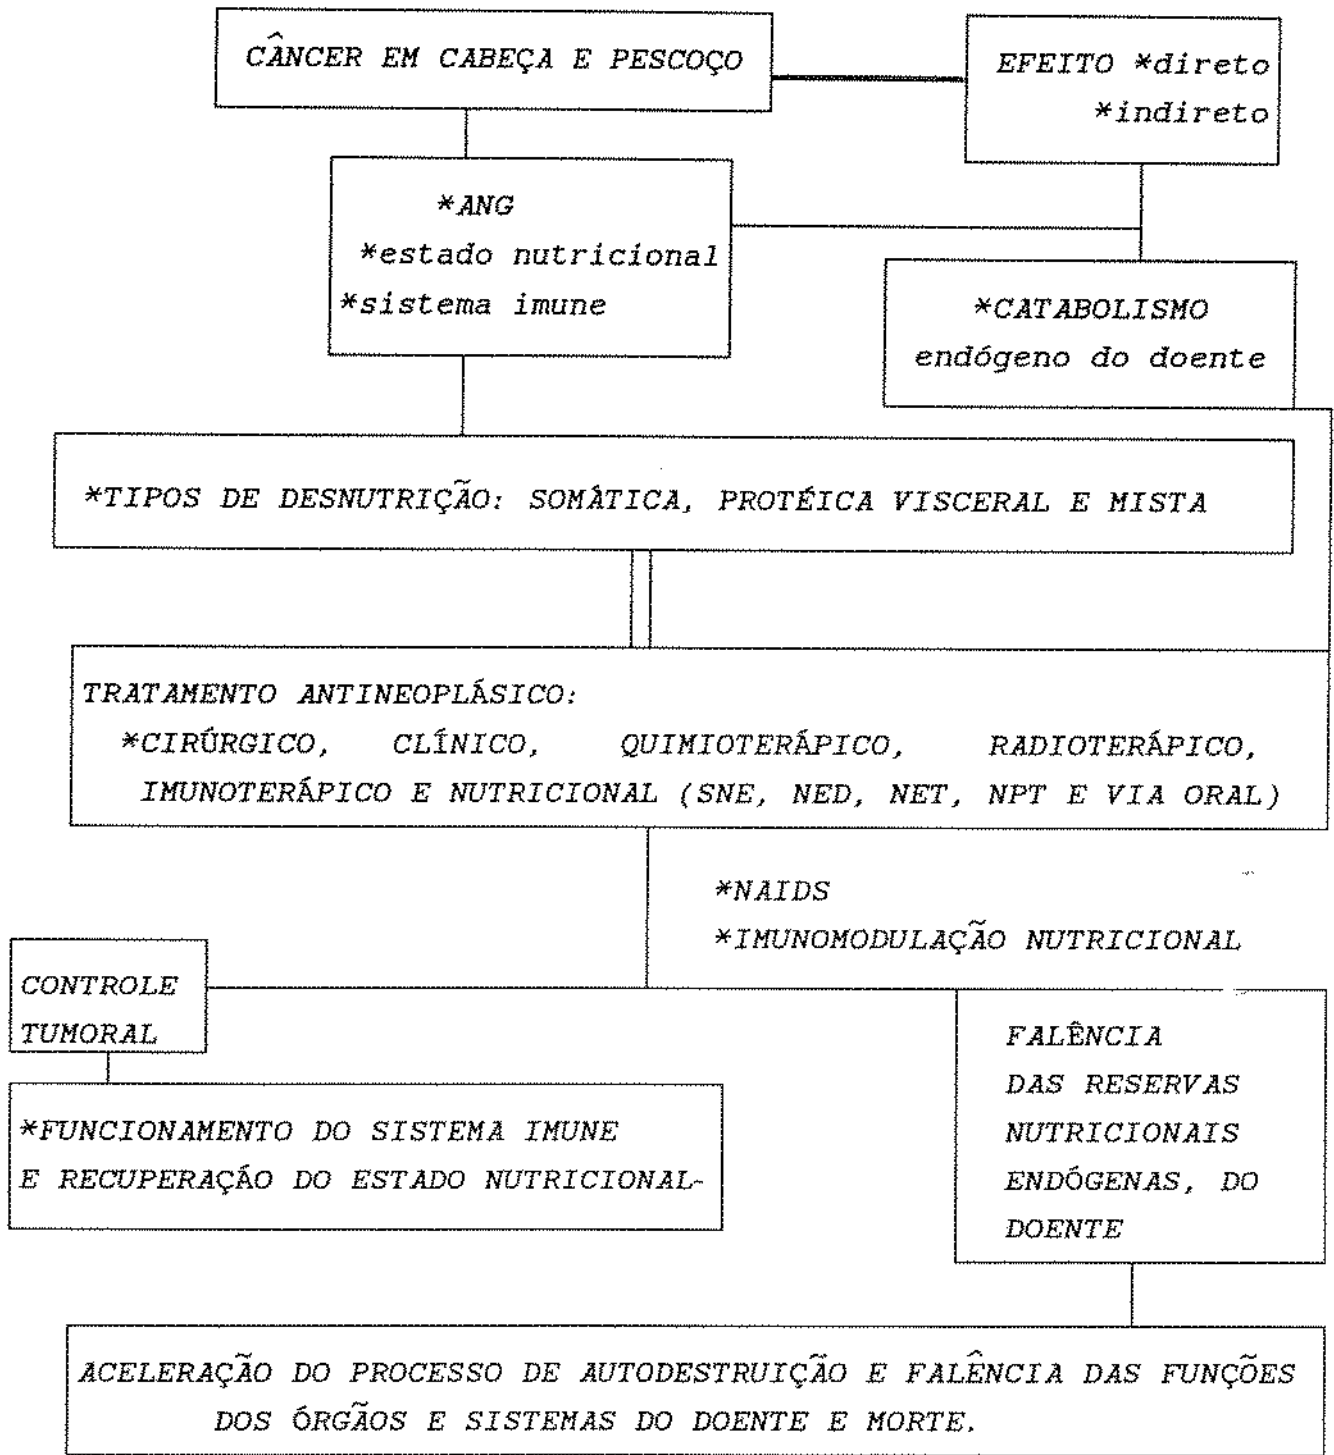 CÂNCER EM CABEÇA E PESCOÇO
EFEITO *direto
*indireto
*ANG
*estado nutricional
*sistema imune
*CATABOLISMO
endógeno do doente
*TIPOS DE DESNUTRIÇÃO: SOMÁTICA, PROTÉICA VISCERAL E MISTA
TRATAMENTO ANTINEOPLÁSICO:
*CIRÚRGICO, CLÍNICO, QUIMIOTERÁPICO, RADIOTERÁPICO,
IMUNOTERÁPICO E NUTRICIONAL (SNE, NED, NET, NPT E VIA ORAL)
*NAIDS
*IMUNOMODULAÇÃO NUTRICIONAL
CONTROLE
TUMORAL
*FUNCIONAMENTO DO SISTEMA IMUNE
E RECUPERAÇÁO DO ESTADO NUTRICIONAL-
FALÊNCIA
DAS RESERVAS
NUTRICIONAIS
ENDÓGENAS, DO
DOENTE
ACELERAÇÃO DO PROCESSO DE AUTODESTRUIÇÃO E FALÊNCIA DAS FUNÇÕES
DOS ÓRGÃOS E SISTEMAS DO DOENTE E MORTE.